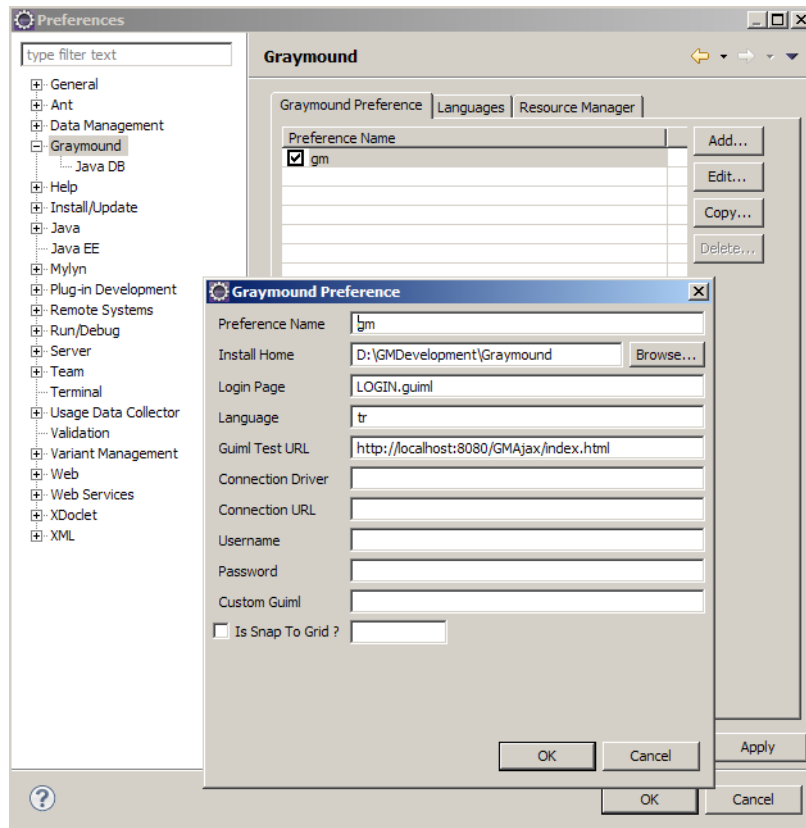 Preferences
type filter text
Graymound
General
Ant
Data Management
Graymound
Java DB
Help
Install/Update
Java
Java EE
Mylyn
Plug-in Development
Remote Systems
Run/Debug
Server
Team
Terminal
Usage Data Collector
Validation
Variant Management
Web
Web Services
XDoclet
XML
Graymound Preference Languages Resource Manager
Preference Name
gm
Add...
Edit...
Copy...
Delete...
Graymound Preference
Preference Name gm
Install Home D:\GMDevelopment\Graymound Browse...
Login Page LOGIN.guiml
Language tr
Guiml Test URL http://localhost:8080/GMAjax/index.html
Connection Driver
Connection URL
Username
Password
Custom Guiml
Is Snap To Grid ?
OK Cancel
Apply
? OK Cancel